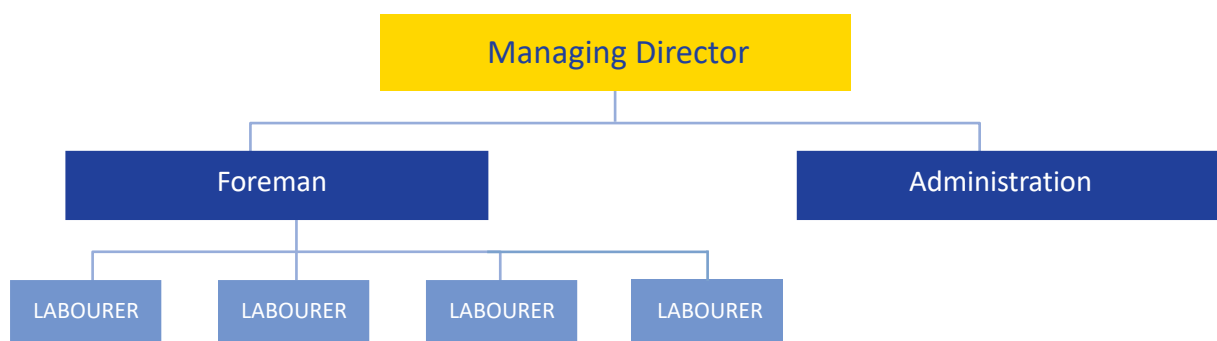 Managing Director
Foreman
Administration
LABOURER
LABOURER
LABOURER
LABOURER